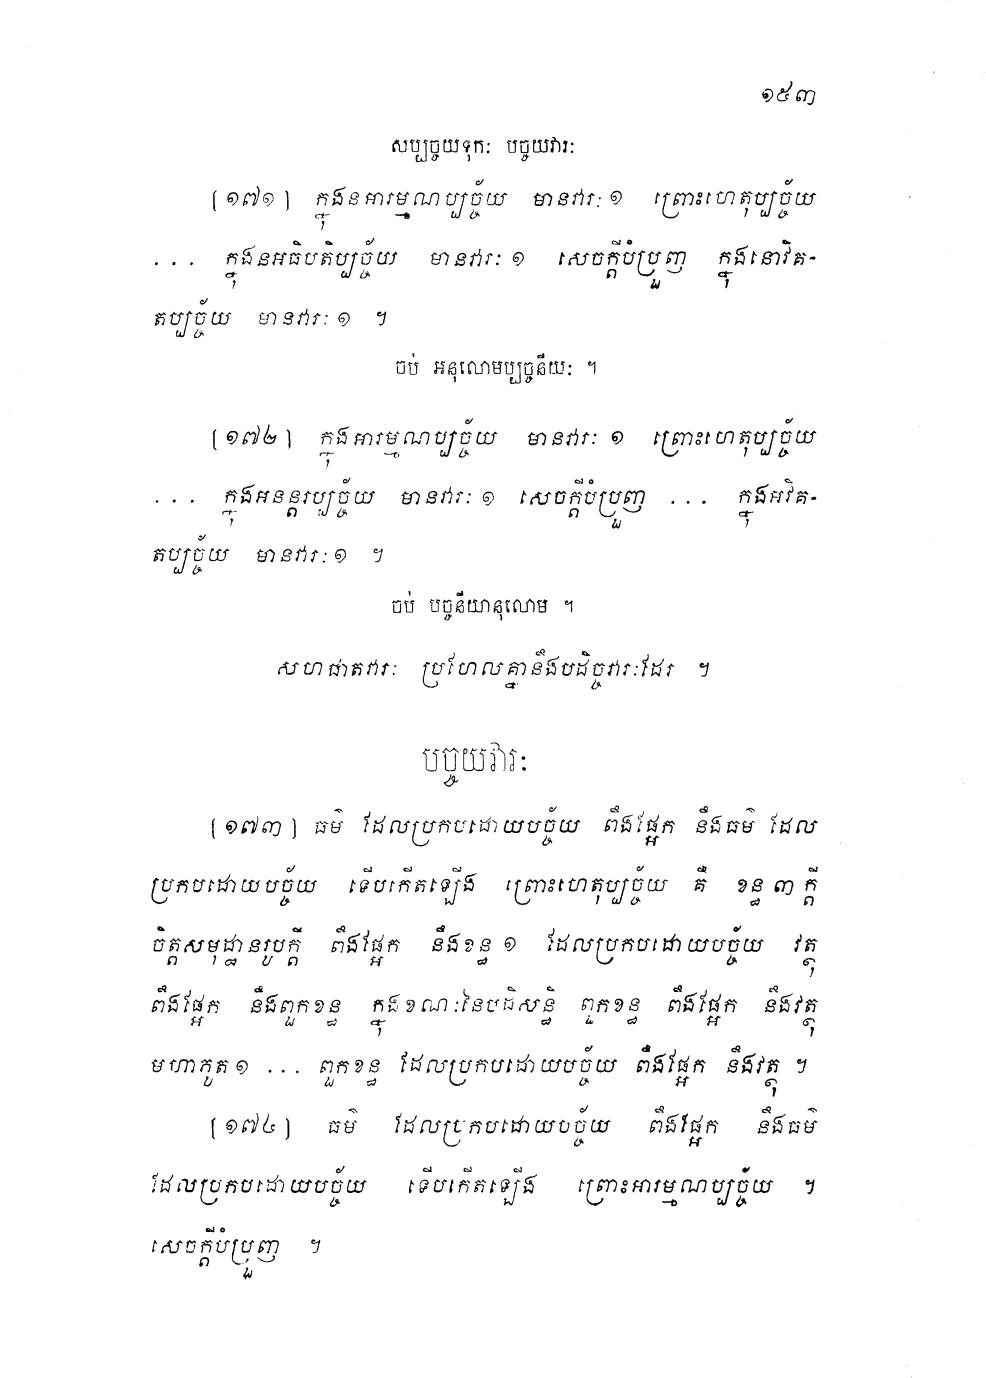 ១៥៣
សប្បច្ចយទុកៈ បច្ចយវារៈ
[១៧១] ក្នុងនអារម្មណប្បច្ច័យ មានវារៈ ១ ព្រោះហេតុប្បច្ច័យ
... ក្នុងនអធិបតិប្បច្ច័យ មានវារៈ ១ សេចក្តីបំប្រួញ ក្នុងនោវិគ-
តប្បច្ច័យ មានវារៈ ១ ។
ចប់ អនុលោមប្បច្ចនីយៈ ។
[១៧២] ក្នុងអារម្មណប្បច្ច័យ មានវារៈ ១ ព្រោះហេតុប្បច្ច័យ
... ក្នុងអនន្តរប្បច្ច័យ មានវារៈ ១ សេចក្តីបំប្រួញ ... ក្នុងអវិគ-
តប្បច្ច័យ មានវារៈ ១ ។
ចប់ បច្ចនីយានុលោម ។
សហជាតវារៈ ប្រហែលគ្នានឹងបដិច្ចវារៈដែរ ។
បច្ចយវារៈ
[១៧៣] ធម៌ ដែលប្រកបដោយបច្ច័យ ពឹងផ្អែក នឹងធម៌ ដែល
ប្រកបដោយបច្ច័យ ទើបកើតឡើង ព្រោះហេតុប្បច្ច័យ គឺ ខន្ធ ៣ ក្តី
ចិត្តសមុដ្ឋានរូបក្តី ពឹងផ្អែក នឹងខន្ធ ១ ដែលប្រកបដោយបច្ច័យ វត្ថុ
ពឹងផ្អែក នឹងពួកខន្ធ ក្នុងខណៈនៃបដិសន្ធិ ពួកខន្ធ ពឹងផ្អែក នឹងវត្ថុ
មហាភូត ១ ... ពួកខន្ធ ដែលប្រកបដោយបច្ច័យ ពឹងផ្អែក នឹងវត្ថុ ។
[១៧៤] ធម៌ ដែលប្រកបដោយបច្ច័យ ពឹងផ្អែក នឹងធម៌
ដែលប្រកបដោយបច្ច័យ ទើបកើតឡើង ព្រោះអារម្មណប្បច្ច័យ ។
សេចក្តីបំប្រួញ ។